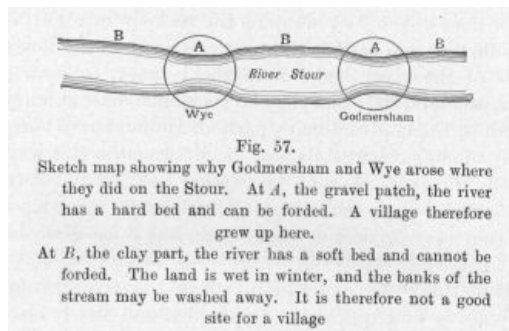 B A B A B
River Stour
Wye Godmersham
Fig. 57.
Sketch map showing why Godmersham and Wye arose where
they did on the Stour. At A, the gravel patch, the river
has a hard bed and can be forded. A village therefore
grew up here.
At B, the clay part, the river has a soft bed and cannot be
forded. The land is wet in winter, and the banks of the
stream may be washed away. It is therefore not a good
site for a village